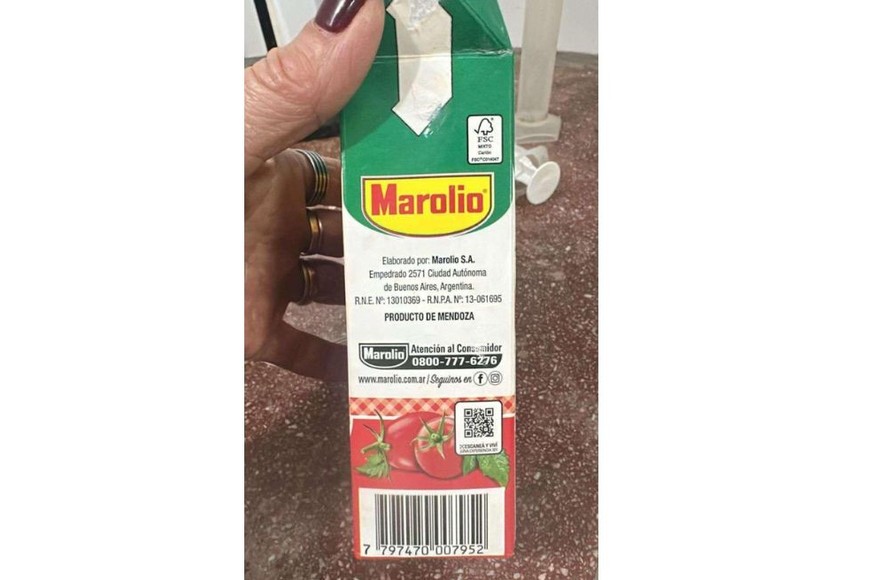 FSC
MIXTO
Cartón
Marolio®
Elaborado por: Marolio S.A.
Empedrado 2571 Ciudad Autónoma
de Buenos Aires, Argentina.
R.N.E. Nº: 13010369 - R.N.P.A. Nº: 13-061695
PRODUCTO DE MENDOZA
Marolio Atención al Consumidor
0800-777-6276
www.marolio.com.ar / Seguinos en
ESCANEÁ Y VIVÍ
7 797470 007952